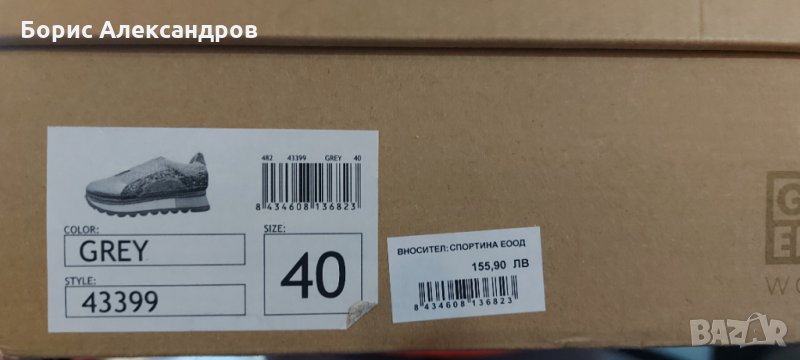 Борис Александров
482 43399 GREY 40
8 434608 136823
COLOR:
GREY
SIZE:
40
STYLE:
43399
ВНОСИТЕЛ: СПОРТИНА ЕООД
155,90 ЛВ
8 434608 136823
BAZAR